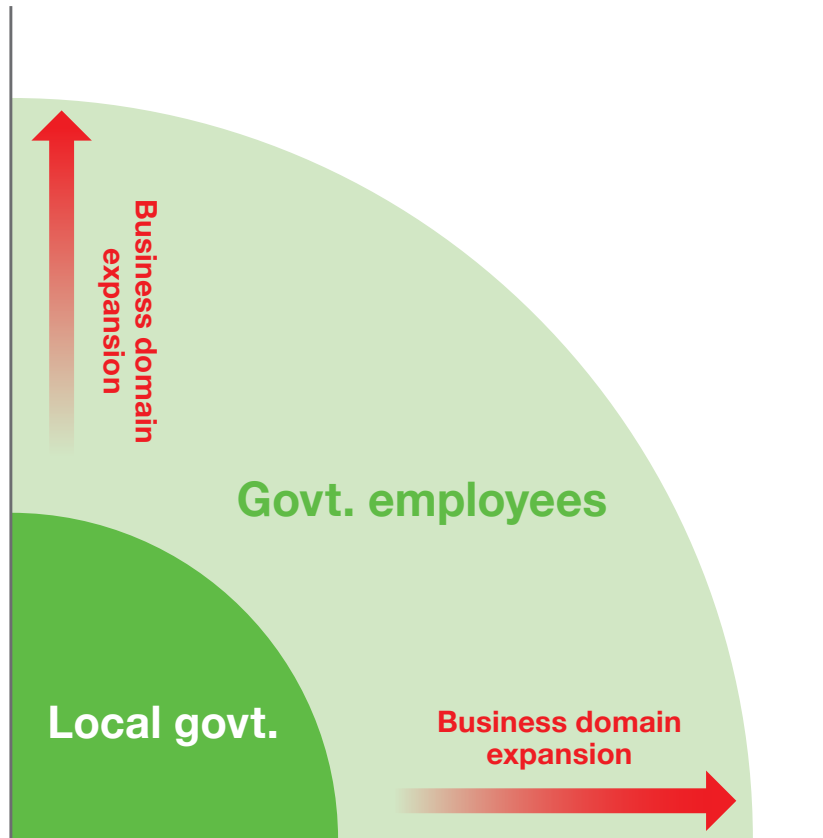 Business domain
expansion
Govt. employees
Local govt.
Business domain
expansion